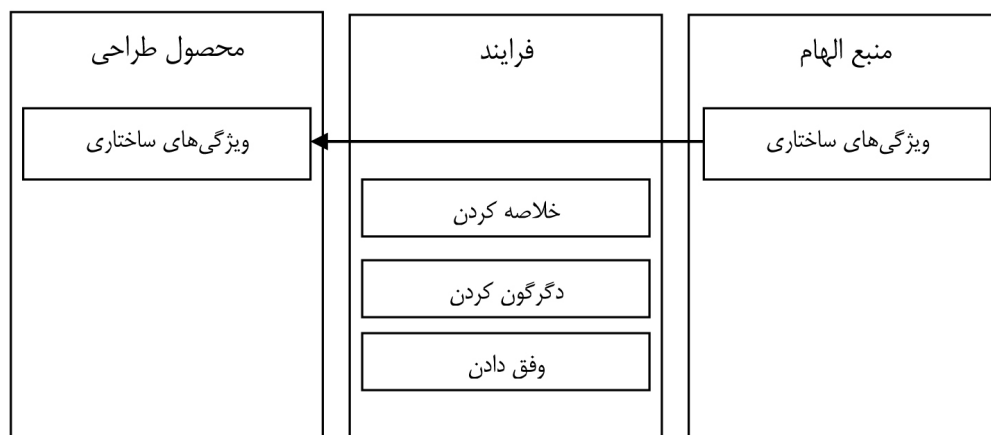 منبع الهام
فرایند
محصول طراحی
ویژگی‌های ساختاری
ویژگی‌های ساختاری
خلاصه کردن
دگرگون کردن
وفق دادن